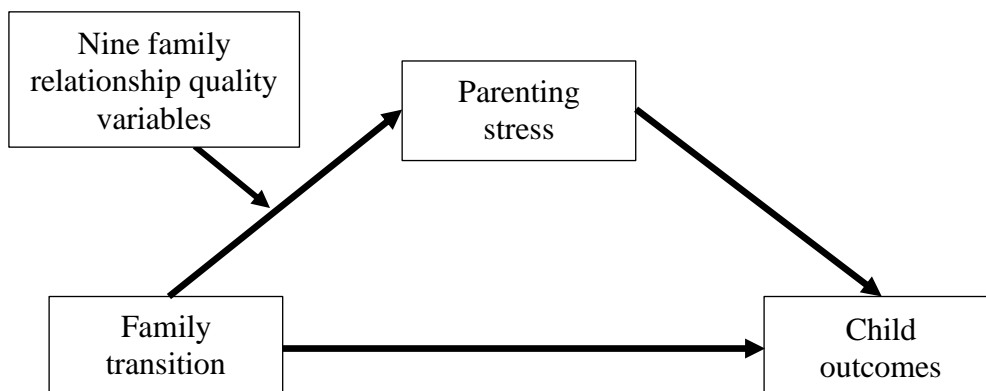 Nine family
relationship quality
variables
Parenting
stress
Family
transition
Child
outcomes